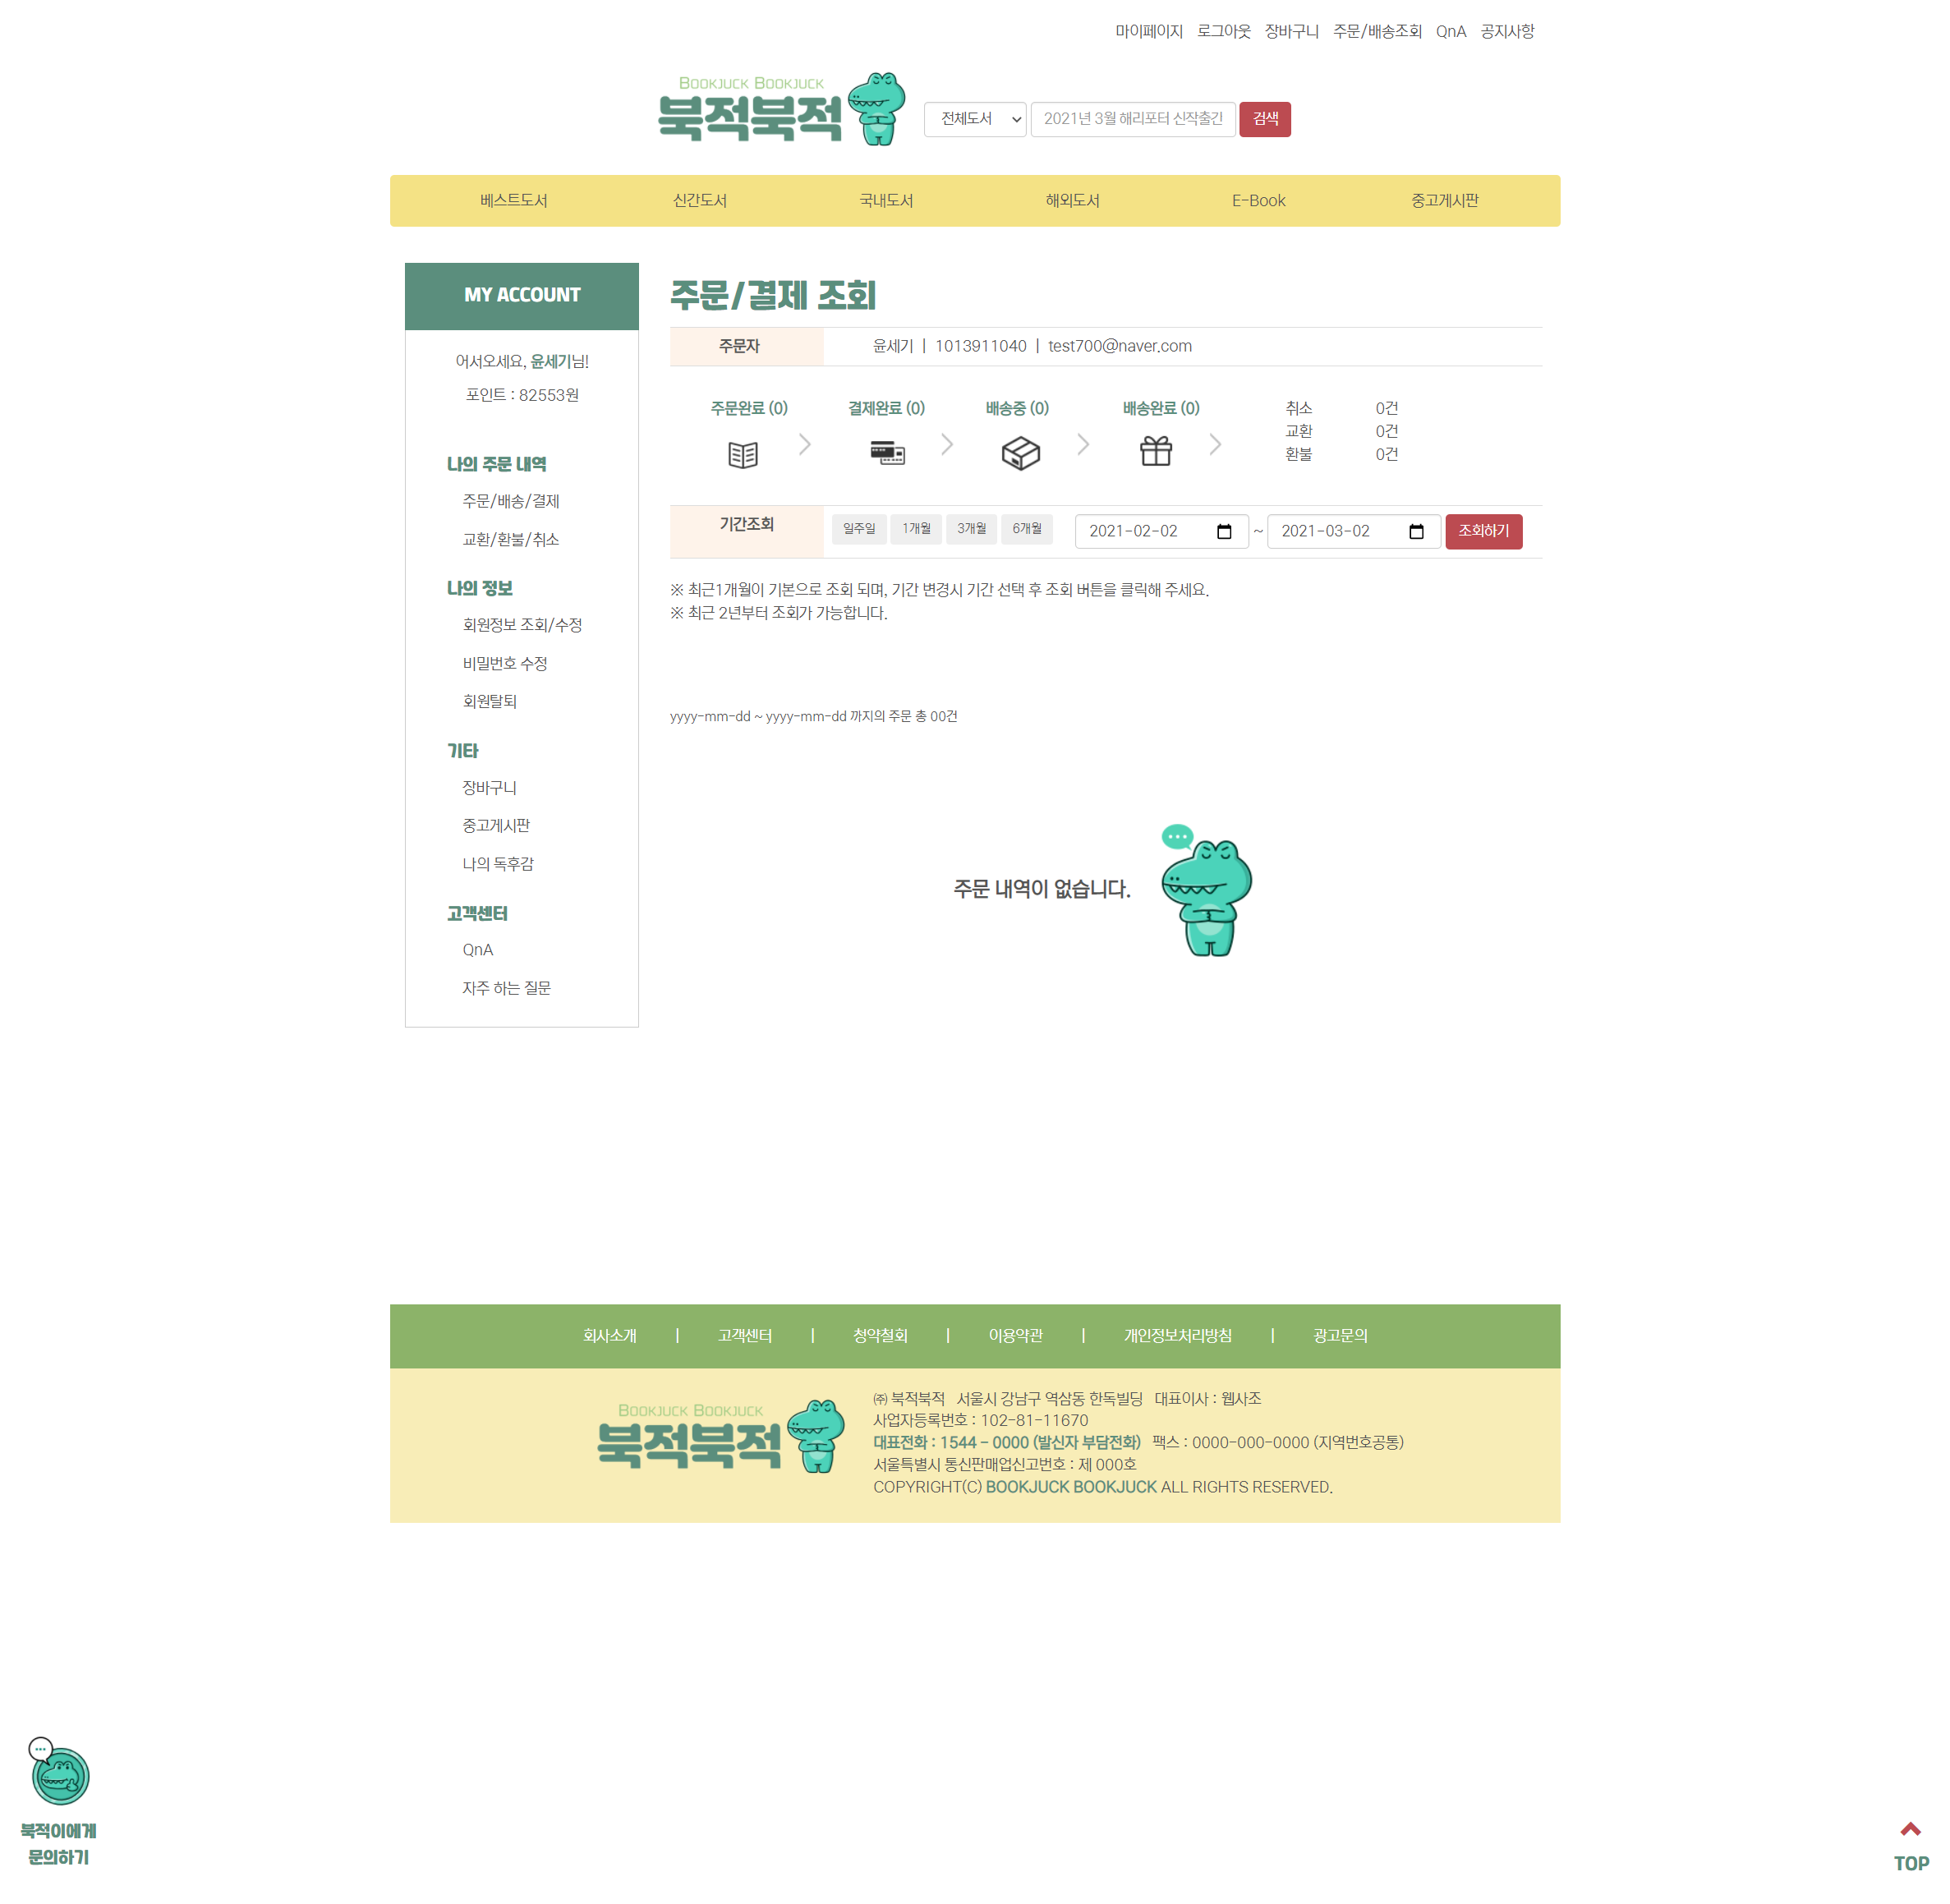 마이페이지 로그아웃 장바구니 주문/배송조회 QnA 공지사항
BOOKJUCK BOOKJUCK
북적북적
전체도서 2021년 3월 해리포터 신작출간 검색
베스트도서 신간도서 국내도서 해외도서 E-Book 중고게시판
MY ACCOUNT
어서오세요, 윤세기님!
포인트 : 82553원
나의 주문 내역
주문/배송/결제
교환/환불/취소
나의 정보
회원정보 조회/수정
비밀번호 수정
회원탈퇴
기타
장바구니
중고게시판
나의 독후감
고객센터
QnA
자주 하는 질문
주문/결제 조회
주문자 윤세기 | 1013911040 | test700@naver.com
주문완료 (0) 결제완료 (0) 배송중 (0) 배송완료 (0)
취소 0건
교환 0건
환불 0건
기간조회 일주일 1개월 3개월 6개월 2021-02-02 ~ 2021-03-02 조회하기
※ 최근1개월이 기본으로 조회 되며, 기간 변경시 기간 선택 후 조회 버튼을 클릭해 주세요.
※ 최근 2년부터 조회가 가능합니다.
yyyy-mm-dd ~ yyyy-mm-dd 까지의 주문 총 00건
주문 내역이 없습니다.
회사소개 | 고객센터 | 청약철회 | 이용약관 | 개인정보처리방침 | 광고문의
BOOKJUCK BOOKJUCK
북적북적
㈜ 북적북적 서울시 강남구 역삼동 한독빌딩 대표이사 : 웹사조
사업자등록번호 : 102-81-11670
대표전화 : 1544 - 0000 (발신자 부담전화) 팩스 : 0000-000-0000 (지역번호공통)
서울특별시 통신판매업신고번호 : 제 000호
COPYRIGHT(C) BOOKJUCK BOOKJUCK ALL RIGHTS RESERVED.
북적이에게
문의하기
TOP